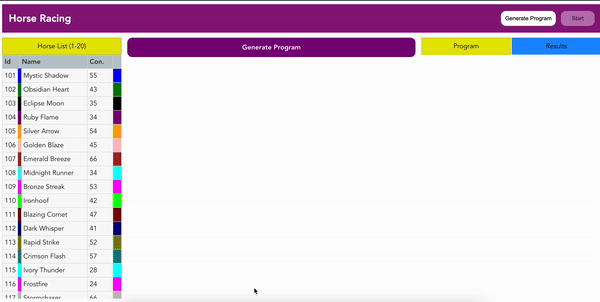 Horse Racing
Generate Program
Start
Horse List (1-20)
Generate Program
Program
Results
Id Name Con.
101 Mystic Shadow 55
102 Obsidian Heart 43
103 Eclipse Moon 35
104 Ruby Flame 34
105 Silver Arrow 54
106 Golden Blaze 45
107 Emerald Breeze 66
108 Midnight Runner 34
109 Bronze Streak 53
110 Ironhoof 42
111 Blazing Comet 47
112 Dark Whisper 41
113 Rapid Strike 52
114 Crimson Flash 57
115 Ivory Thunder 28
116 Frostfire 24
117 Stormchaser 66